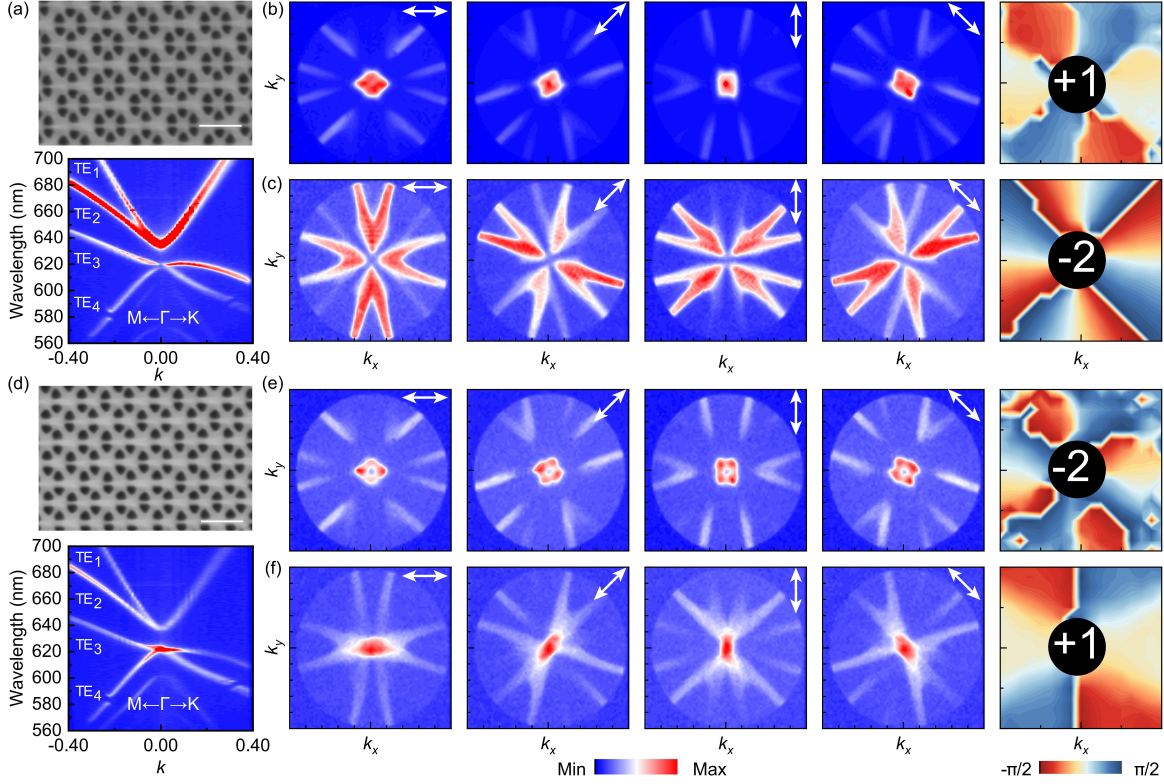 (a)
(b)
k_y
+1
700
680
660
640
620
600
580
560
Wavelength (nm)
TE1
TE2
TE3
TE4
M←Γ→K
-0.40
0.00
0.40
k
(c)
k_y
-2
k_x
k_x
k_x
k_x
k_x
(d)
(e)
k_y
-2
700
680
660
640
620
600
580
560
Wavelength (nm)
TE1
TE2
TE3
TE4
M←Γ→K
-0.40
0.00
0.40
k
(f)
k_y
+1
k_x
k_x
k_x
k_x
k_x
Min
Max
-π/2
π/2